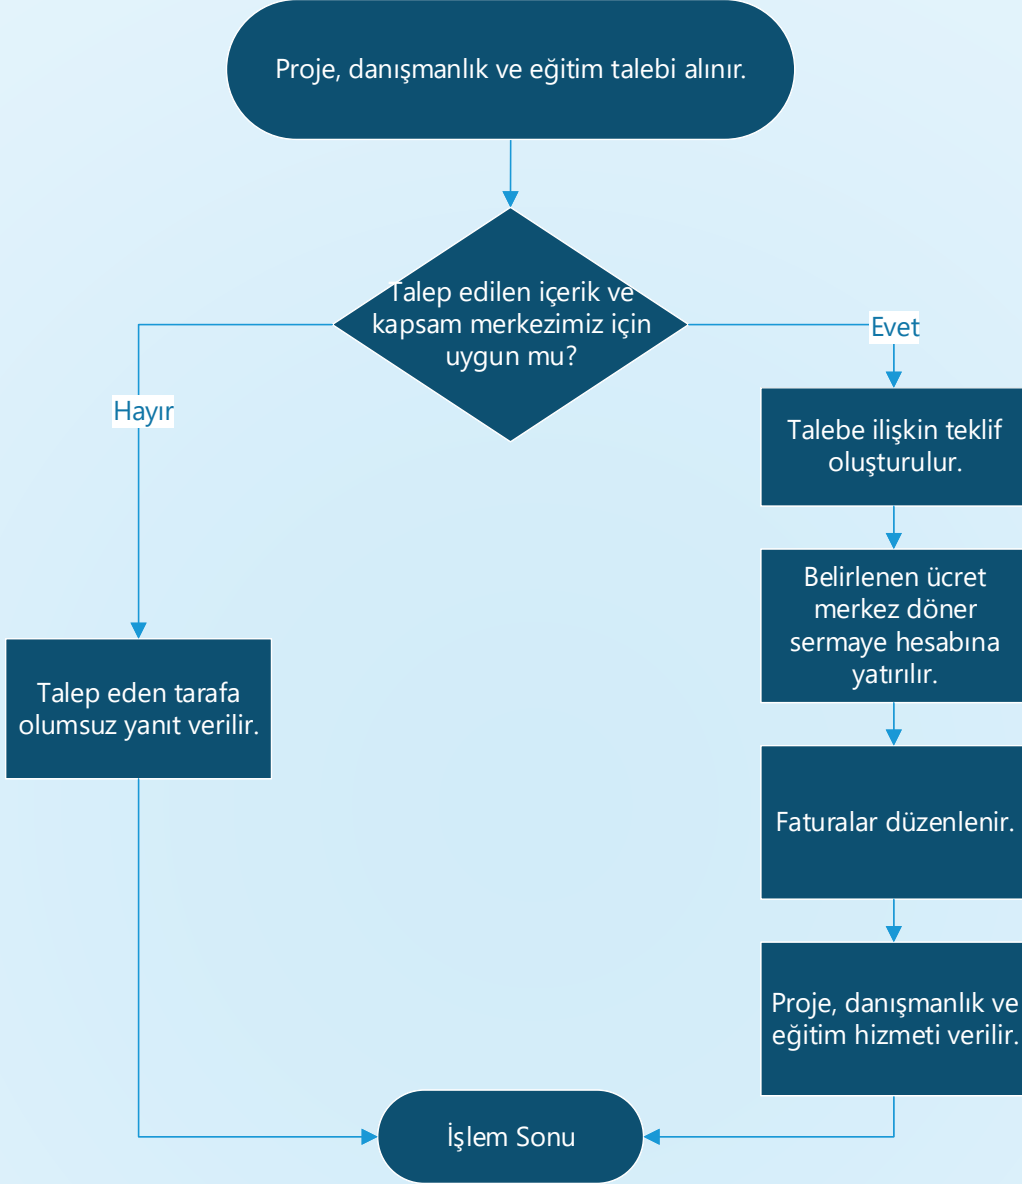 Proje, danışmanlık ve eğitim talebi alınır.
Talep edilen içerik ve
kapsam merkezimiz için
uygun mu?
Evet
Hayır
Talebe ilişkin teklif
oluşturulur.
Belirlenen ücret
merkez döner
sermaye hesabına
yatırılır.
Talep eden tarafa
olumsuz yanıt verilir.
Faturalar düzenlenir.
Proje, danışmanlık ve
eğitim hizmeti verilir.
İşlem Sonu